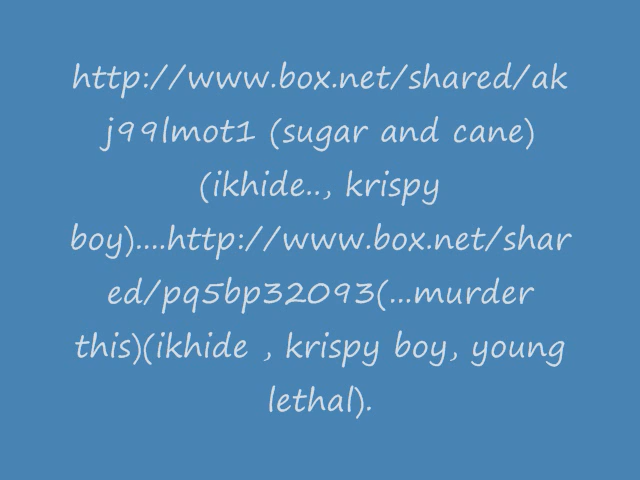 http://www.box.net/shared/ak
j99lmot1 (sugar and cane)
(ikhide.., krispy
boy)....http://www.box.net/shar
ed/pq5bp32093(...murder
this)(ikhide , krispy boy, young
lethal).